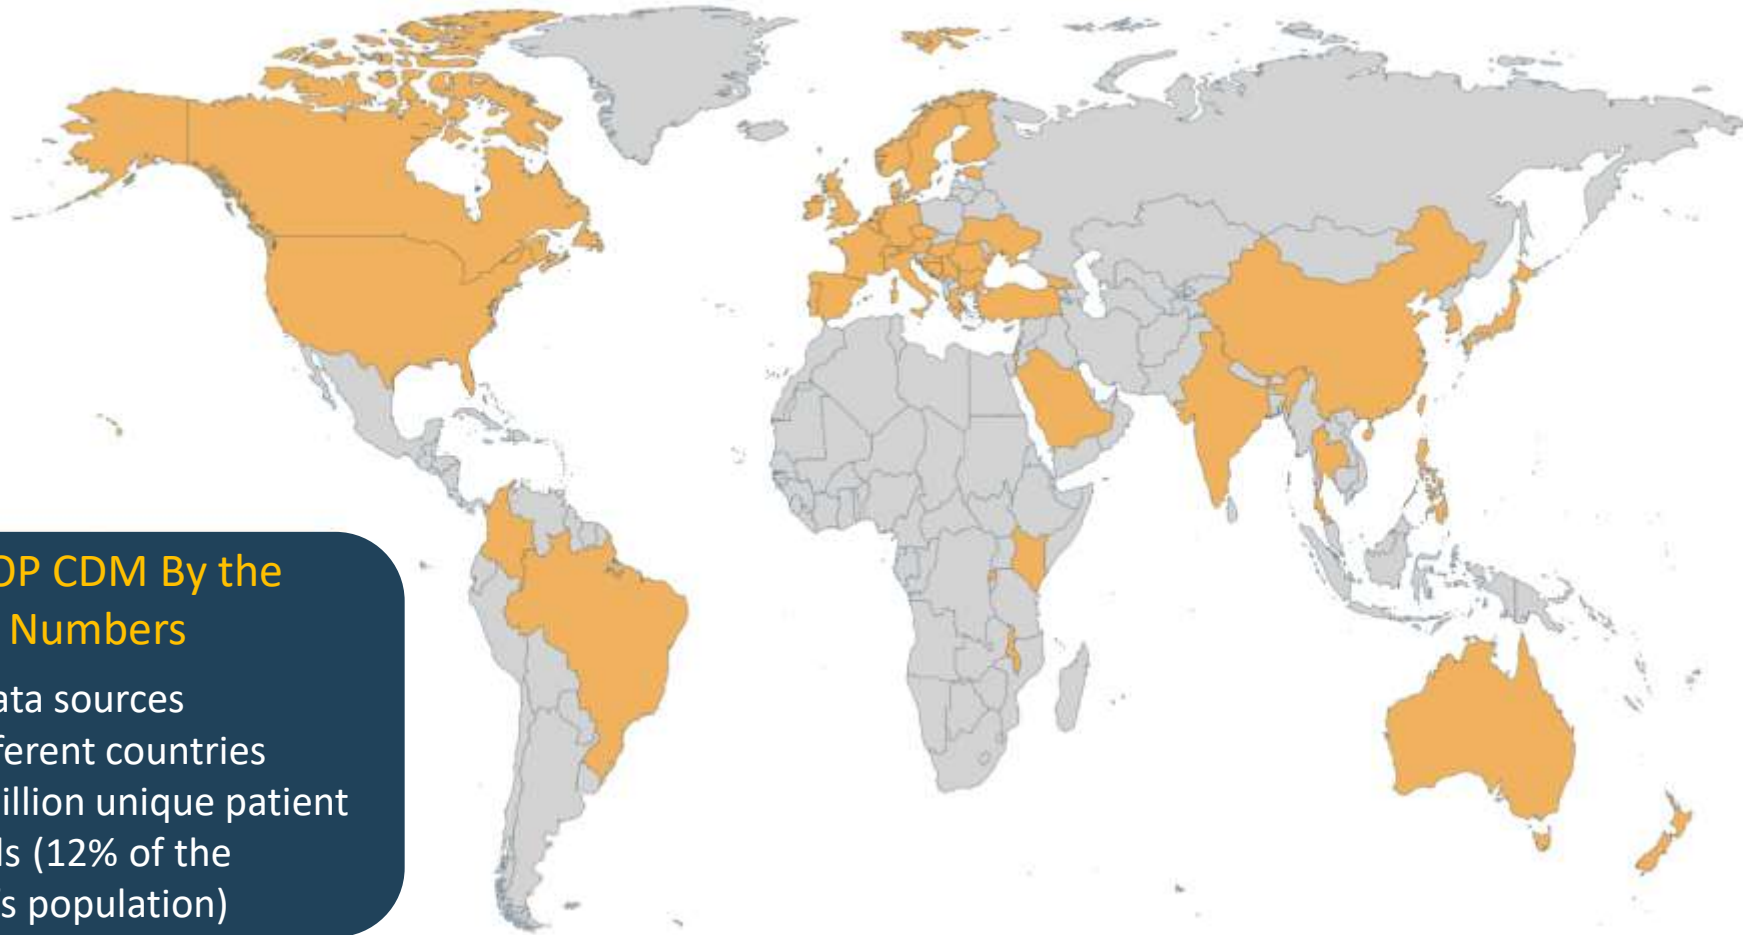 OP CDM By the
Numbers
ata sources
ferent countries
illion unique patient
ls (12% of the
's population)